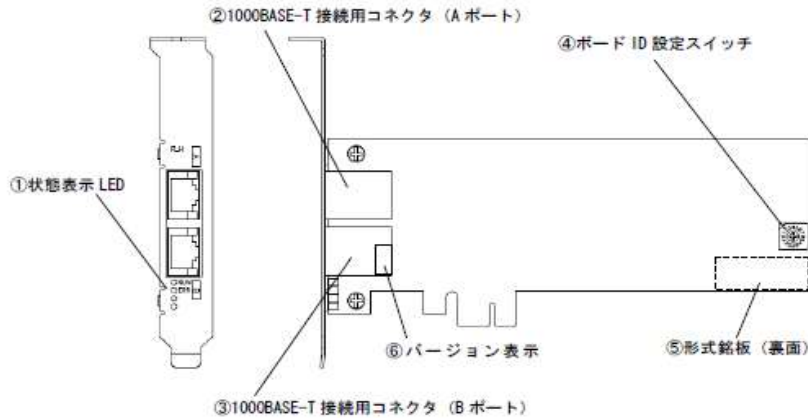 ②1000BASE-T 接続用コネクタ（A ポート）
④ボード ID 設定スイッチ
①状態表示 LED
RUN
ERR
⑥バージョン表示
⑤形式銘板（裏面）
③1000BASE-T 接続用コネクタ（B ポート）